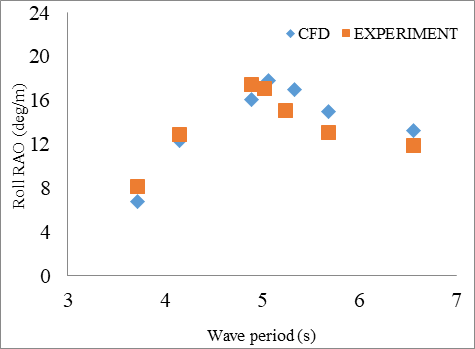 CFD EXPERIMENT
Roll RAO (deg/m)
24
20
16
12
8
4
0
3 4 5 6 7
Wave period (s)